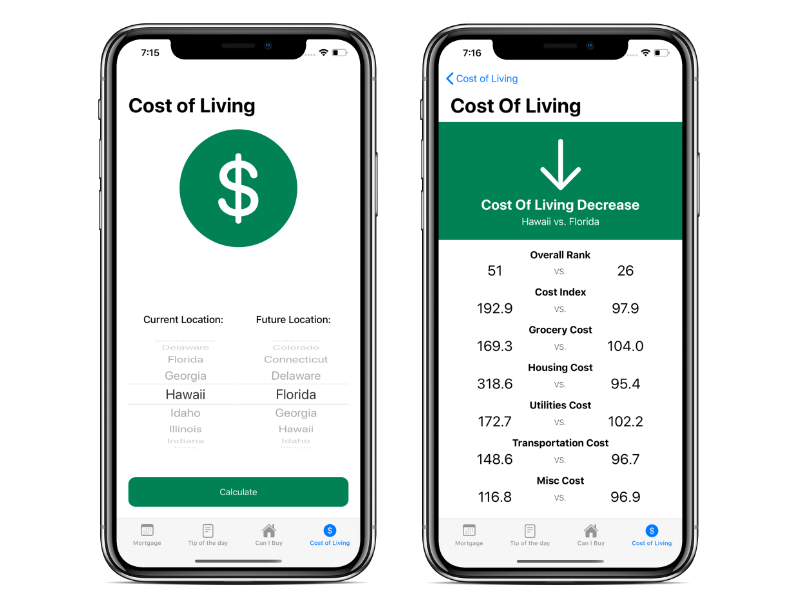 7:15
Cost of Living
$
Current Location:
Future Location:
Delaware
Florida
Georgia
Hawaii
Idaho
Illinois
Indiana
Colorado
Connecticut
Delaware
Florida
Georgia
Hawaii
Idaho
Calculate
Mortgage
Tip of the day
Can I Buy
$
Cost of Living
7:16
Cost of Living
Cost Of Living
Cost Of Living Decrease
Hawaii vs. Florida
Overall Rank
51 vs. 26
Cost Index
192.9 vs. 97.9
Grocery Cost
169.3 vs. 104.0
Housing Cost
318.6 vs. 95.4
Utilities Cost
172.7 vs. 102.2
Transportation Cost
148.6 vs. 96.7
Misc Cost
116.8 vs. 96.9
Mortgage
Tip of the day
Can I Buy
$
Cost of Living